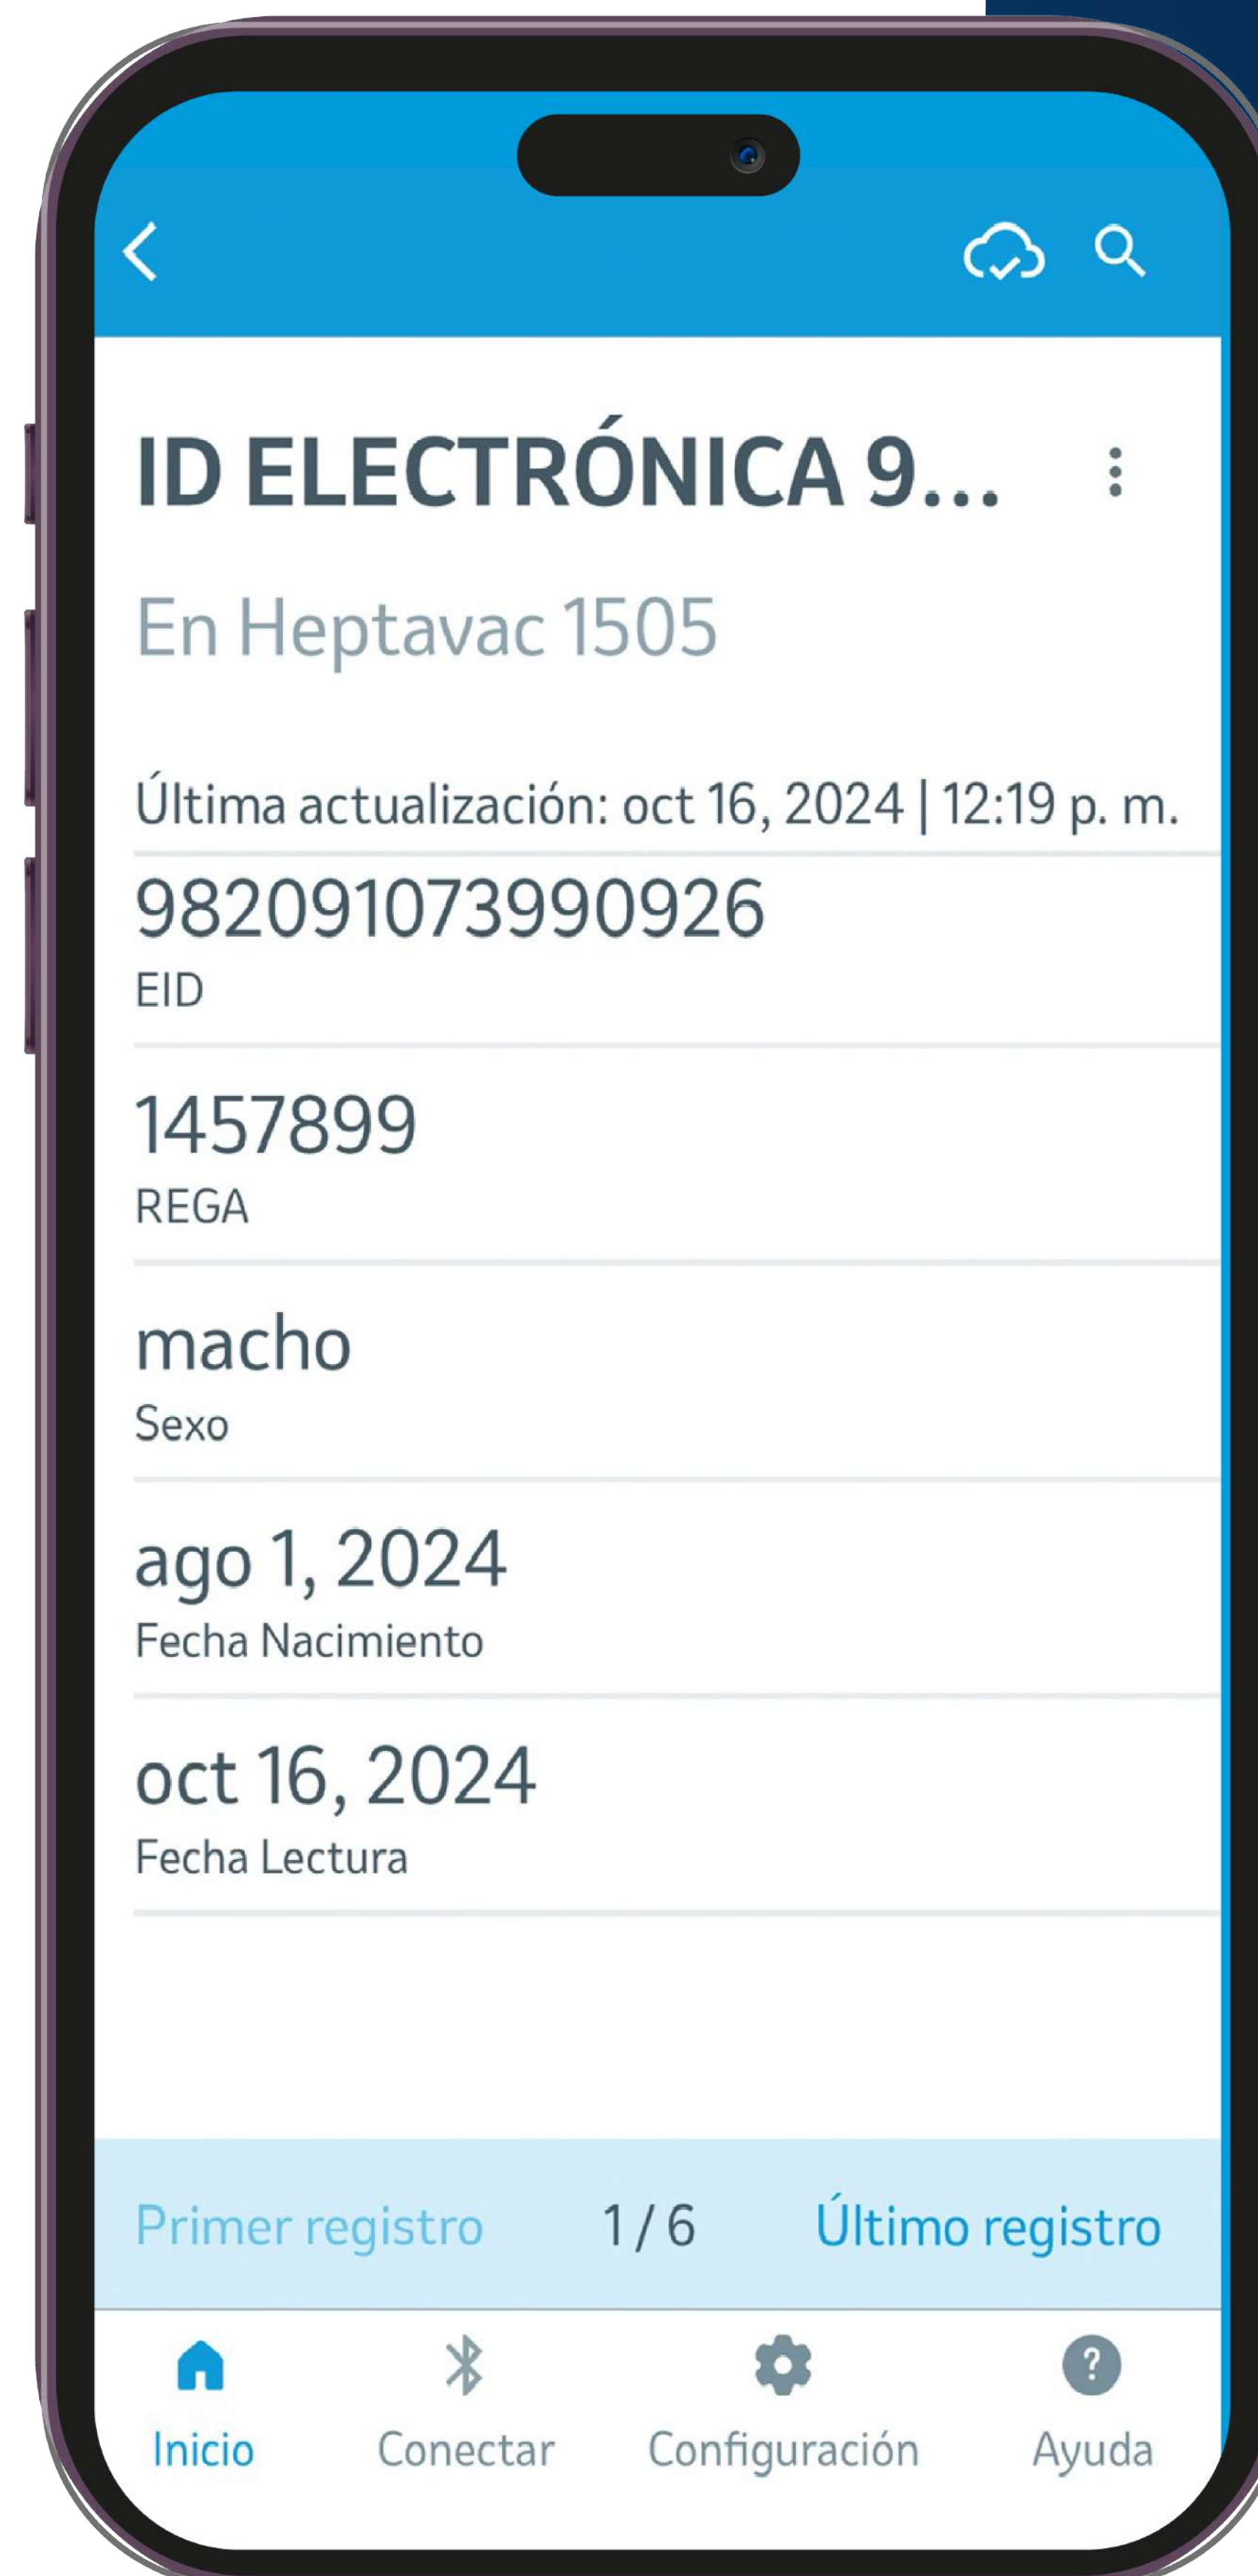 ID ELECTRÓNICA 9...
En Heptavac 1505
Última actualización: oct 16, 2024 | 12:19 p. m.
982091073990926
EID
1457899
REGA
macho
Sexo
ago 1, 2024
Fecha Nacimiento
oct 16, 2024
Fecha Lectura
Primer registro 1 / 6 Último registro
Inicio Conectar Configuración Ayuda